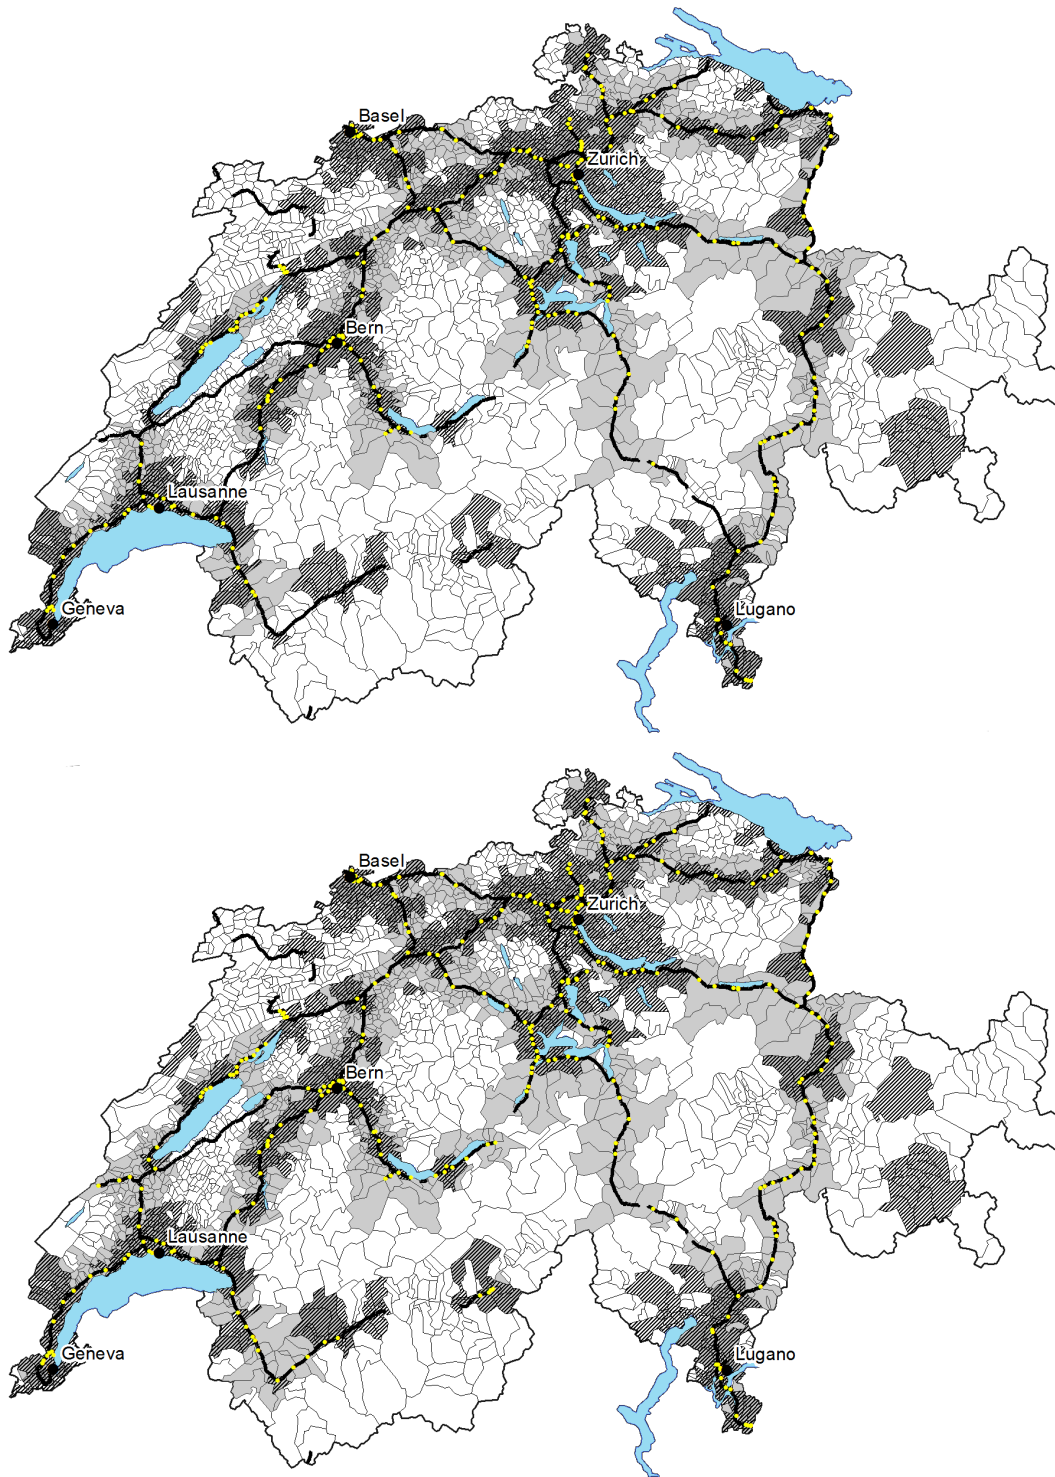 Basel
Zurich
Bern
Lausanne
Geneva
Lugano
Basel
Zurich
Bern
Lausanne
Geneva
Lugano